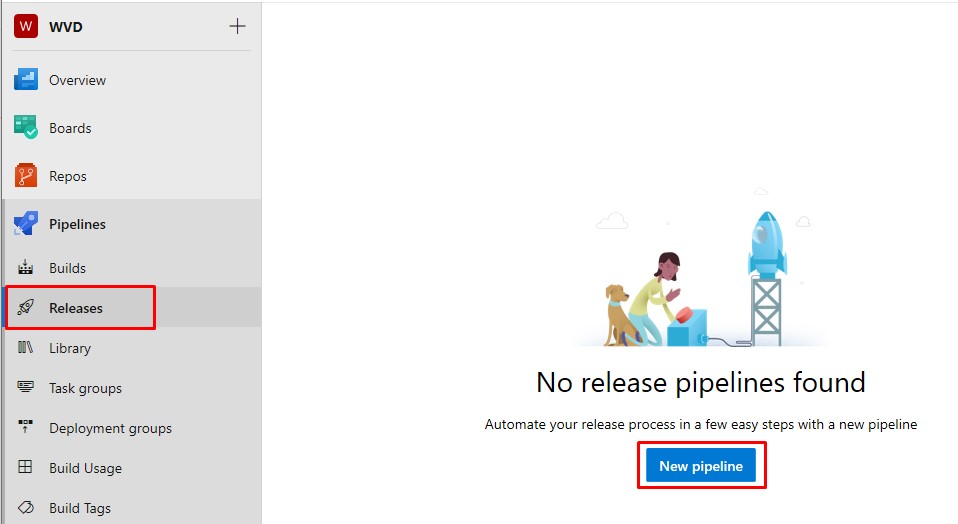 W WVD
Overview
Boards
Repos
Pipelines
Builds
Releases
Library
Task groups
Deployment groups
Build Usage
Build Tags
No release pipelines found
Automate your release process in a few easy steps with a new pipeline
New pipeline